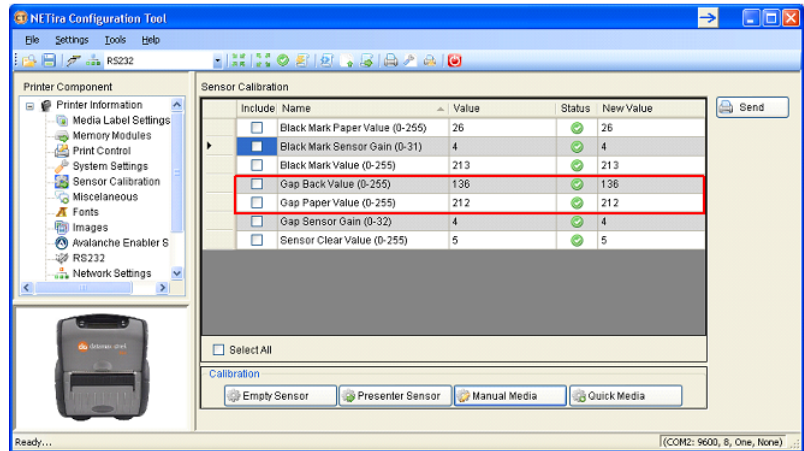 NETira Configuration Tool
File Settings Tools Help
RS232
Printer Component
Sensor Calibration
Printer Information
Media Label Settings
Memory Modules
Print Control
System Settings
Sensor Calibration
Miscellaneous
Fonts
Images
Avalanche Enabler S
RS232
Network Settings
Include Name Value Status New Value
Black Mark Paper Value (0-255) 26 26
Black Mark Sensor Gain (0-31) 4 4
Black Mark Value (0-255) 213 213
Gap Back Value (0-255) 136 136
Gap Paper Value (0-255) 212 212
Gap Sensor Gain (0-32) 4 4
Sensor Clear Value (0-255) 5 5
Send
Select All
Calibration
Empty Sensor Presenter Sensor Manual Media Quick Media
Ready... (COM2: 9600, 8, One, None)